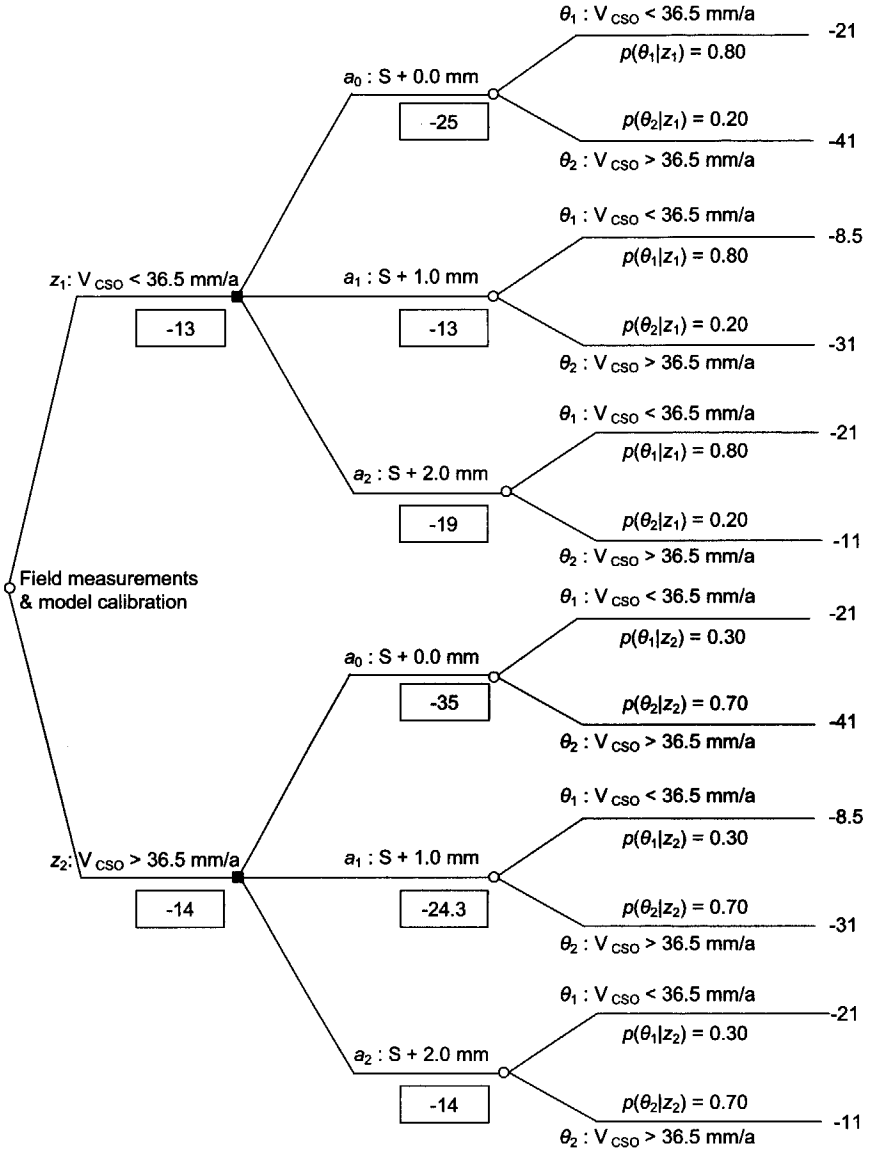 θ₁ : V CSO < 36.5 mm/a
-21
p(θ₁|z₁) = 0.80
a₀ : S + 0.0 mm
-25
p(θ₂|z₁) = 0.20
-41
θ₂ : V CSO > 36.5 mm/a
θ₁ : V CSO < 36.5 mm/a
-8.5
p(θ₁|z₁) = 0.80
z₁: V CSO < 36.5 mm/a
a₁ : S + 1.0 mm
-13
-13
p(θ₂|z₁) = 0.20
-31
θ₂ : V CSO > 36.5 mm/a
θ₁ : V CSO < 36.5 mm/a
-21
p(θ₁|z₁) = 0.80
a₂ : S + 2.0 mm
-19
p(θ₂|z₁) = 0.20
-11
θ₂ : V CSO > 36.5 mm/a
Field measurements
& model calibration
θ₁ : V CSO < 36.5 mm/a
-21
p(θ₁|z₂) = 0.30
a₀ : S + 0.0 mm
-35
p(θ₂|z₂) = 0.70
-41
θ₂ : V CSO > 36.5 mm/a
θ₁ : V CSO < 36.5 mm/a
-8.5
p(θ₁|z₂) = 0.30
z₂: V CSO > 36.5 mm/a
a₁ : S + 1.0 mm
-14
-24.3
p(θ₂|z₂) = 0.70
-31
θ₂ : V CSO > 36.5 mm/a
θ₁ : V CSO < 36.5 mm/a
-21
p(θ₁|z₂) = 0.30
a₂ : S + 2.0 mm
-14
p(θ₂|z₂) = 0.70
-11
θ₂ : V CSO > 36.5 mm/a